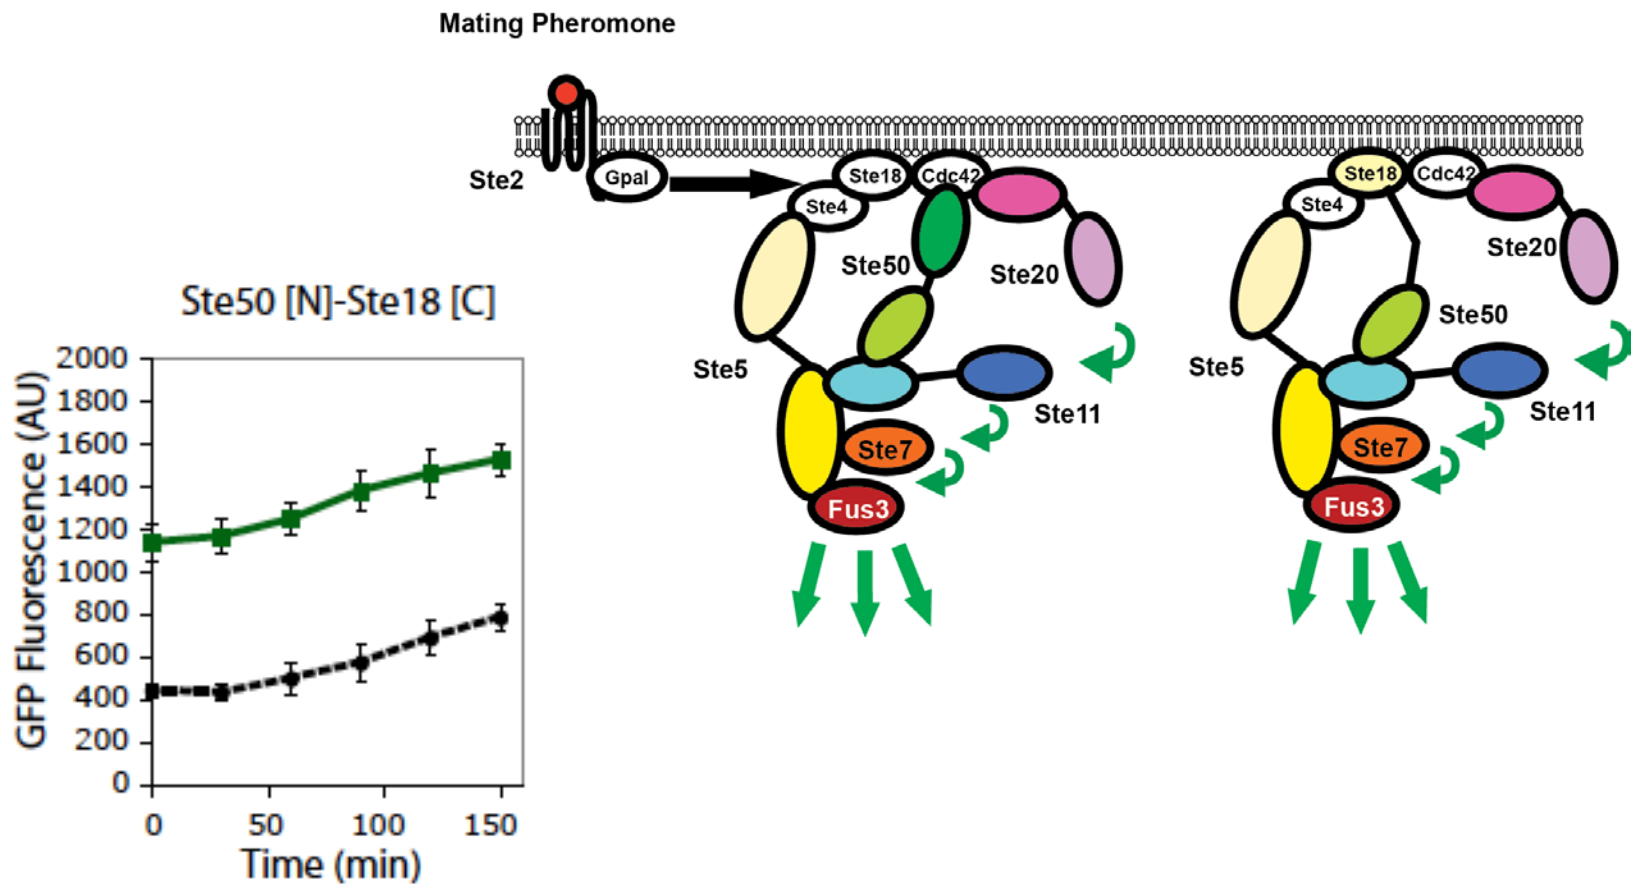 Mating Pheromone
Ste2
GpaI
Ste18
Cdc42
Ste4
Ste50
Ste20
Ste5
Ste11
Ste7
Fus3
Ste18
Cdc42
Ste4
Ste20
Ste50
Ste5
Ste11
Ste7
Fus3
Ste50 [N]-Ste18 [C]
GFP Fluorescence (AU)
2000
1800
1600
1400
1200
1000
800
600
400
200
0
0 50 100 150
Time (min)